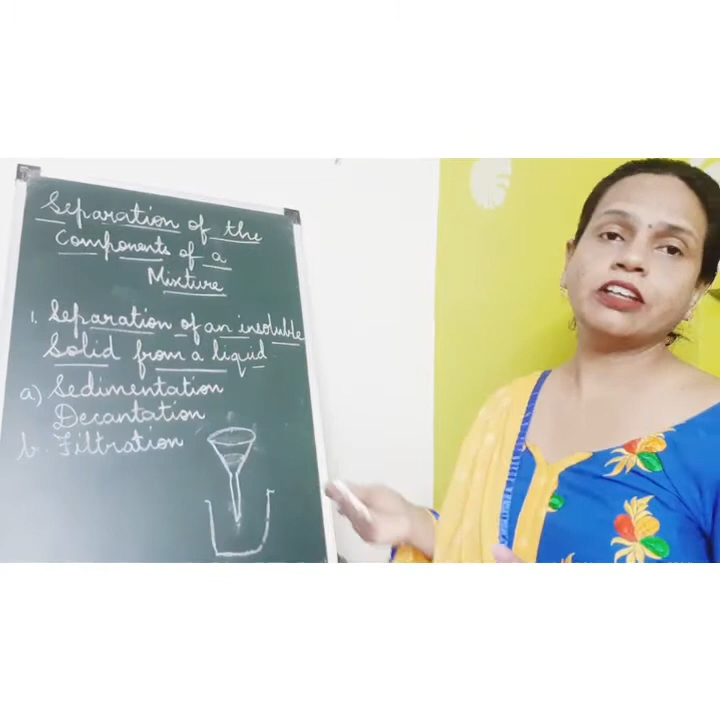 Separation of the
Components of a
Mixture
1. Separation of an insoluble
Solid from a liquid
a) Sedimentation
Decantation
b. Filtration